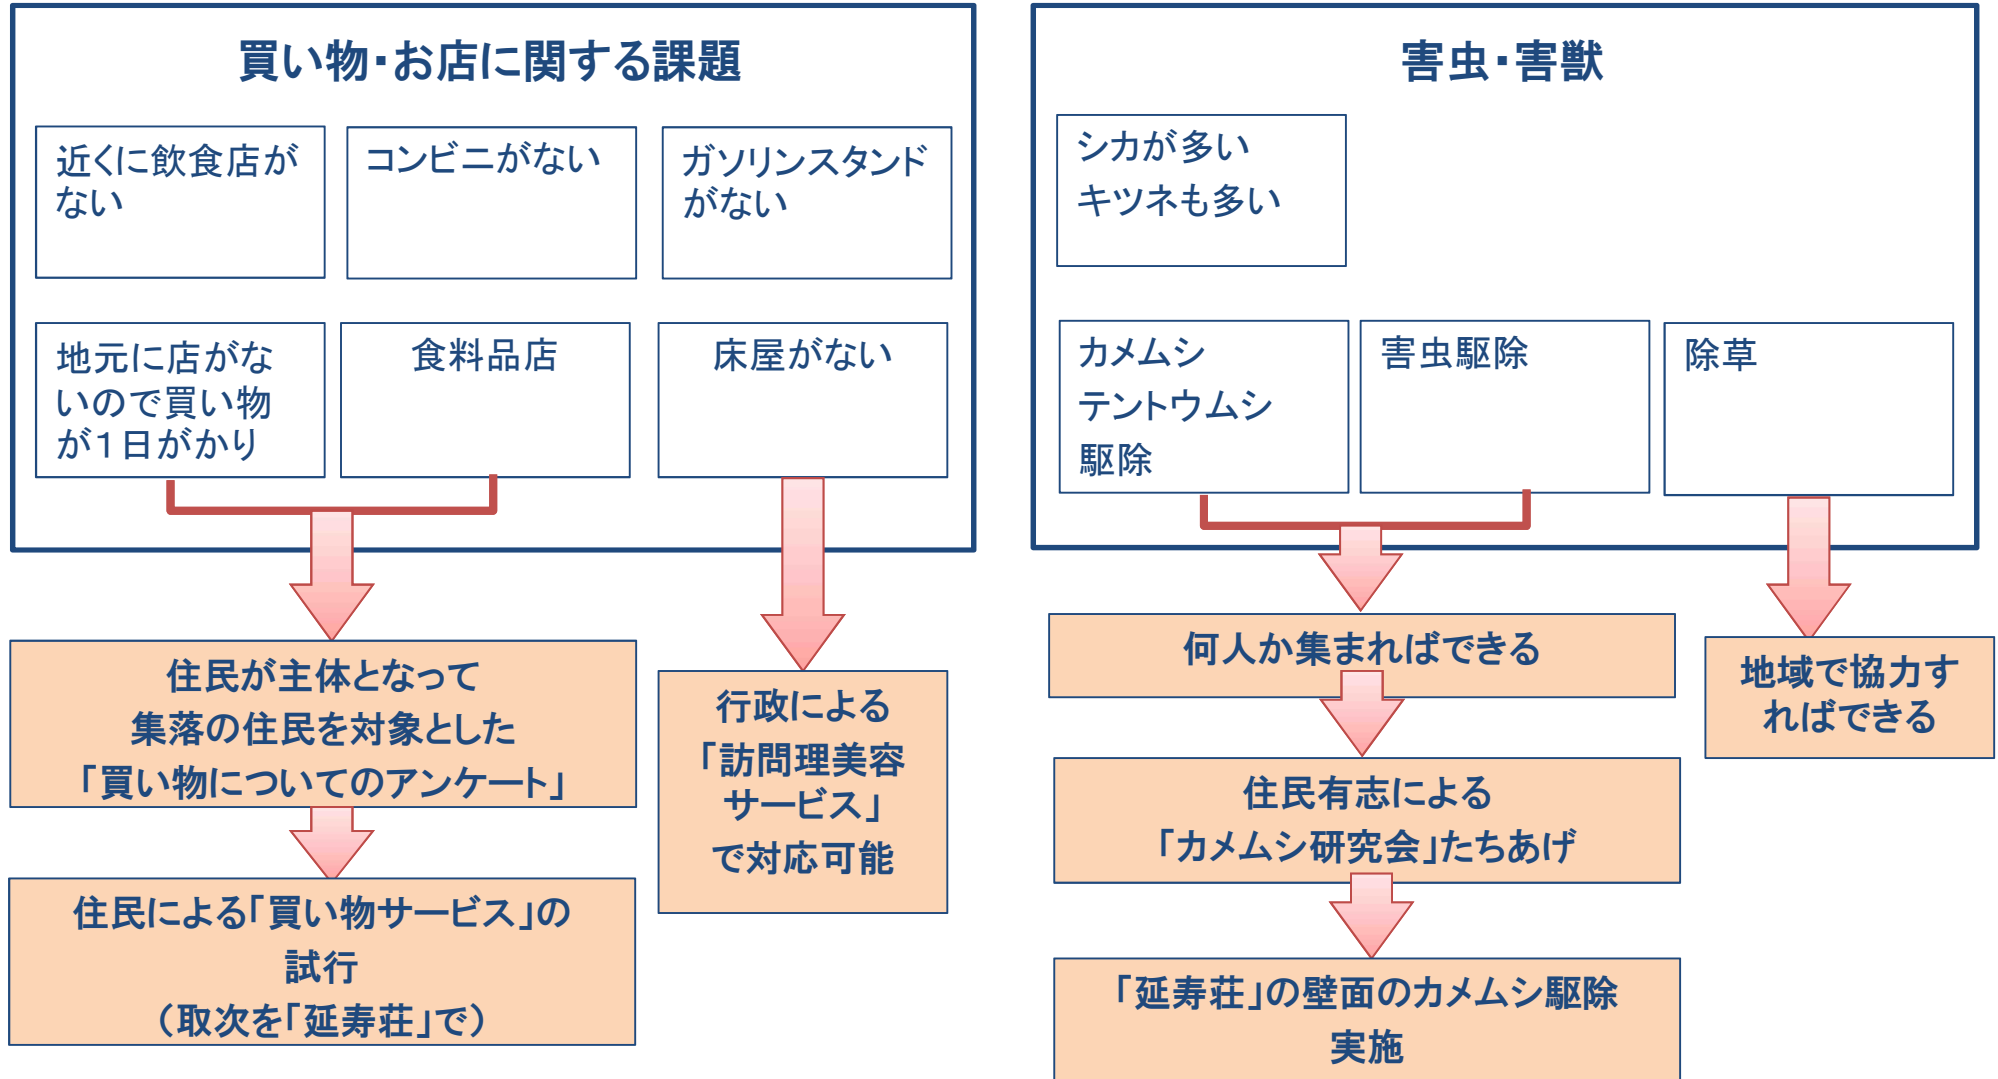 買い物・お店に関する課題
近くに飲食店が
ない
コンビニがない
ガソリンスタンド
がない
地元に店がな
いので買い物
が１日がかり
食料品店
床屋がない
住民が主体となって
集落の住民を対象とした
「買い物についてのアンケート」
住民による「買い物サービス」の
試行
（取次を「延寿荘」で）
行政による
「訪問理美容
サービス」
で対応可能
害虫・害獣
シカが多い
キツネも多い
カメムシ
テントウムシ
駆除
害虫駆除
除草
何人か集まればできる
住民有志による
「カメムシ研究会」たちあげ
「延寿荘」の壁面のカメムシ駆除
実施
地域で協力す
ればできる